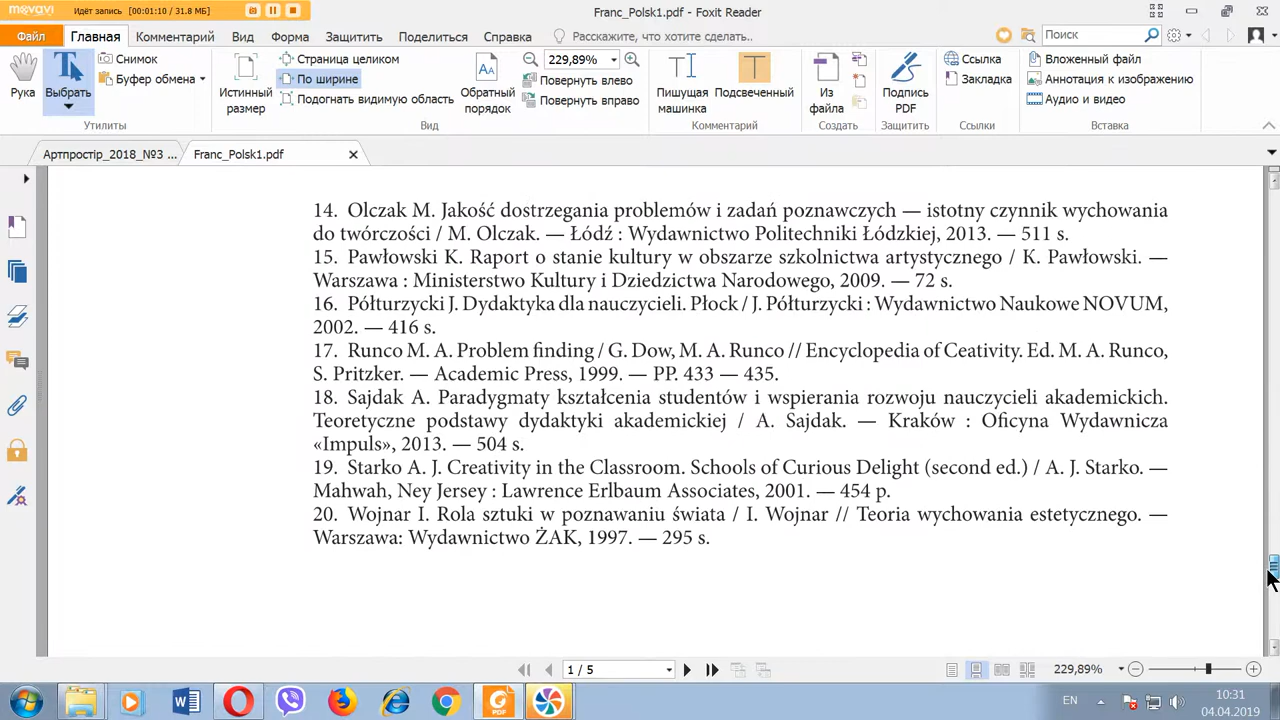 movavi
Идёт запись: (00:01:10 / 31.8 МБ)
Franc_Polsk1.pdf - Foxit Reader
Файл Главная Комментарий Вид Форма Защитить Поделиться Справка Расскажите, что хотите сделать.. Поиск
Рука
Выбрать
Снимок
Буфер обмена
Утилиты
Истинный размер
Страница целиком
По ширине
Подогнать видимую область
Обратный порядок
229,89%
Повернуть влево
Повернуть вправо
Вид
Пишущая машинка
Подсвеченный
Комментарий
Из файла
Создать
Подпись PDF
Защитить
Ссылка
Закладка
Ссылки
Вложенный файл
Аннотация к изображению
Аудио и видео
Вставка
Артпростір_2018_№3 ... Franc_Polsk1.pdf
14. Olczak M. Jakość dostrzegania problemów i zadań poznawczych — istotny czynnik wychowania
do twórczości / M. Olczak. — Łódź : Wydawnictwo Politechniki Łódzkiej, 2013. — 511 s.
15. Pawłowski K. Raport o stanie kultury w obszarze szkolnictwa artystycznego / K. Pawłowski. —
Warszawa : Ministerstwo Kultury i Dziedzictwa Narodowego, 2009. — 72 s.
16. Półturzycki J. Dydaktyka dla nauczycieli. Płock / J. Półturzycki : Wydawnictwo Naukowe NOVUM,
2002. — 416 s.
17. Runco M. A. Problem finding / G. Dow, M. A. Runco // Encyclopedia of Ceativity. Ed. M. A. Runco,
S. Pritzker. — Academic Press, 1999. — PP. 433 — 435.
18. Sajdak A. Paradygmaty kształcenia studentów i wspierania rozwoju nauczycieli akademickich.
Teoretyczne podstawy dydaktyki akademickiej / A. Sajdak. — Kraków : Oficyna Wydawnicza
«Impuls», 2013. — 504 s.
19. Starko A. J. Creativity in the Classroom. Schools of Curious Delight (second ed.) / A. J. Starko. —
Mahwah, Ney Jersey : Lawrence Erlbaum Associates, 2001. — 454 p.
20. Wojnar I. Rola sztuki w poznawaniu świata / I. Wojnar // Teoria wychowania estetycznego. —
Warszawa: Wydawnictwo ŻAK, 1997. — 295 s.
1 / 5
229,89%
EN
10:31
04.04.2019